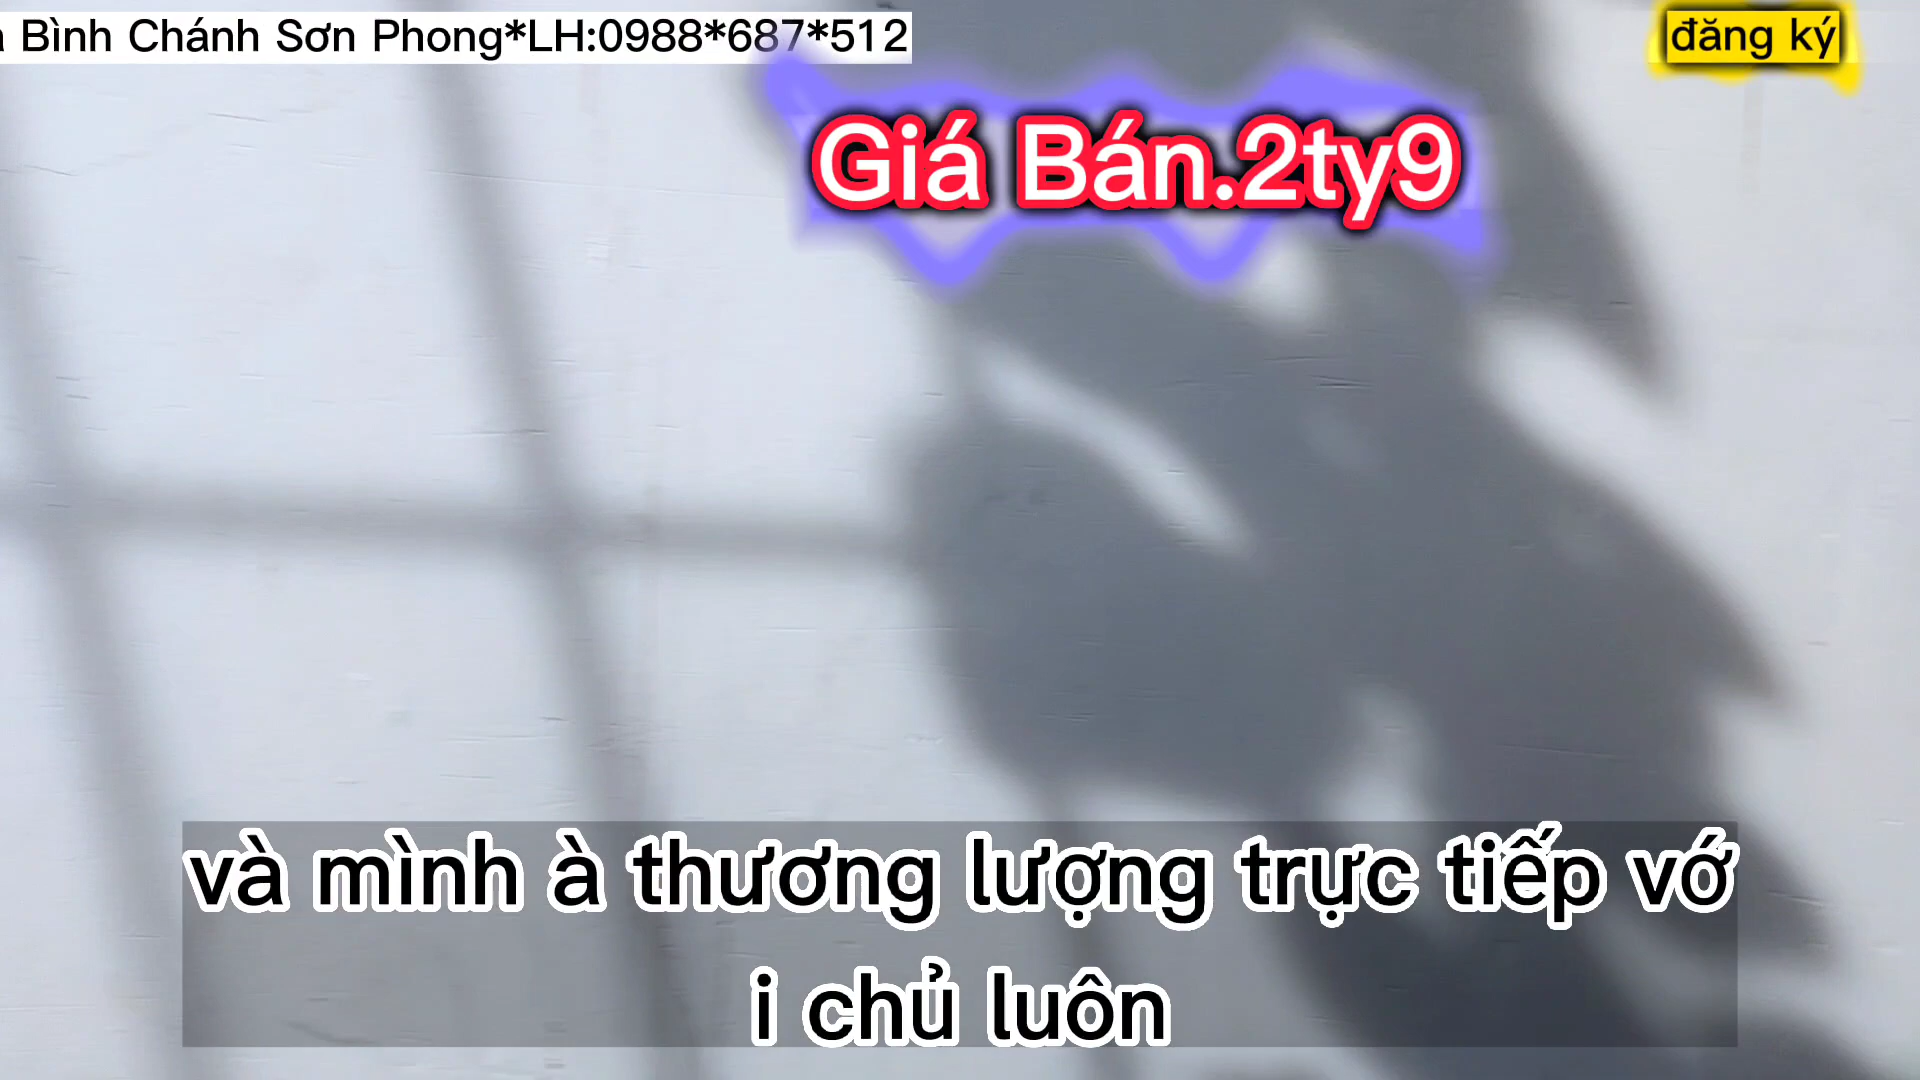 Bình Chánh Sơn Phong*LH:0988*687*512
đăng ký
Giá Bán.2ty9
và mình à thương lượng trực tiếp vớ
i chủ luôn